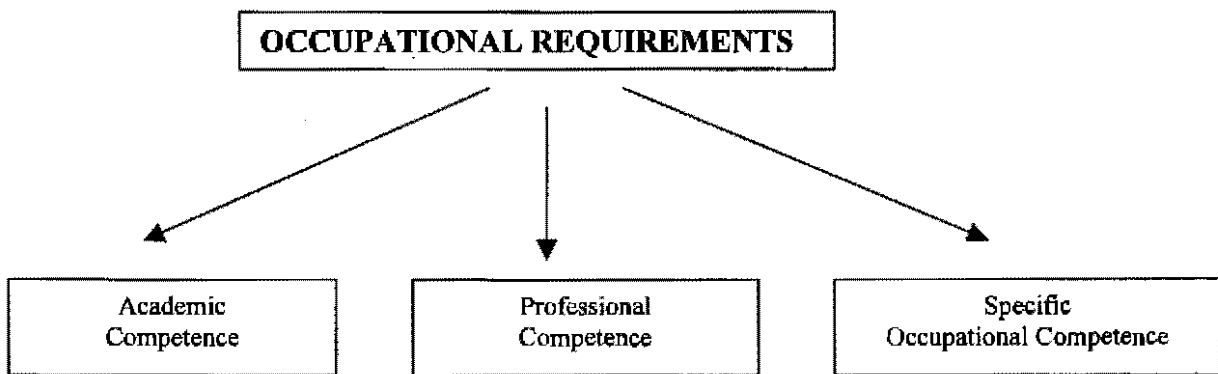 OCCUPATIONAL REQUIREMENTS
Academic
Competence
Professional
Competence
Specific
Occupational Competence